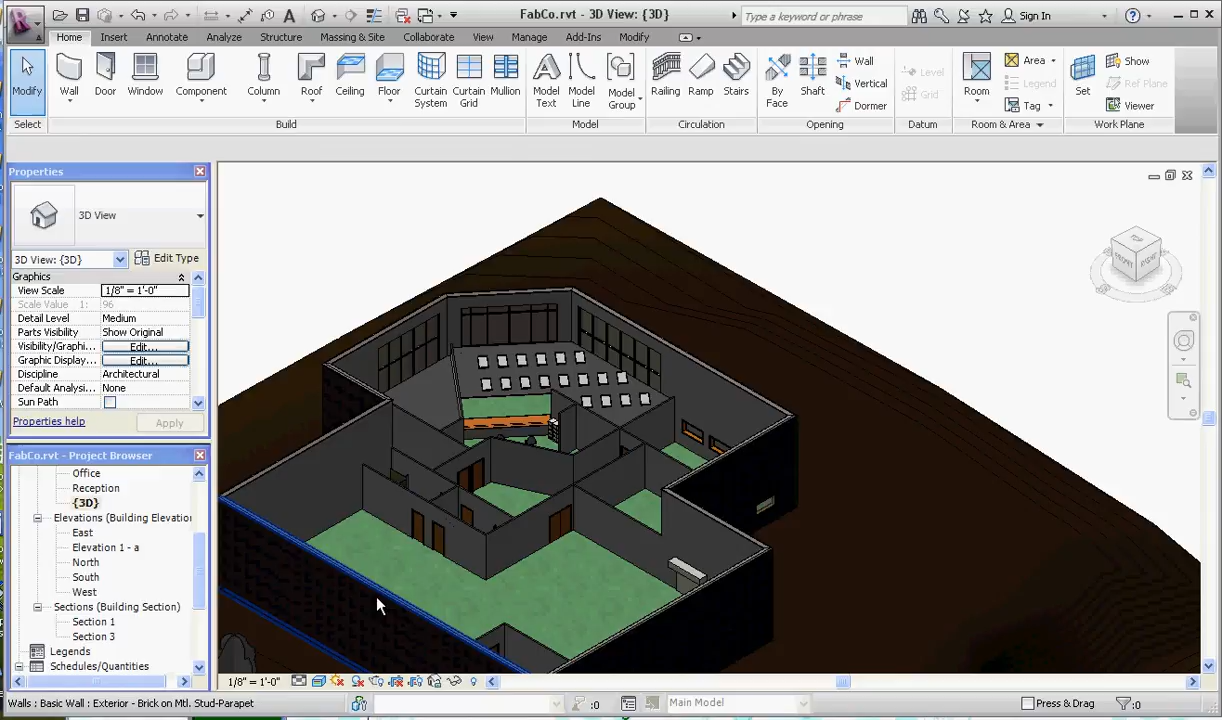 FabCo.rvt - 3D View: {3D}
Type a keyword or phrase
Sign In
Home
Insert
Annotate
Analyze
Structure
Massing & Site
Collaborate
View
Manage
Add-Ins
Modify
Modify
Wall
Door
Window
Component
Column
Roof
Ceiling
Floor
Curtain System
Curtain Grid
Mullion
Model Text
Model Line
Model Group
Railing
Ramp
Stairs
By Face
Shaft
Wall
Vertical
Dormer
Level
Grid
Room
Area
Legend
Tag
Set
Show
Ref Plane
Viewer
Select
Build
Model
Circulation
Opening
Datum
Room & Area
Work Plane
Properties
3D View
3D View: {3D}
Edit Type
Graphics
View Scale 1/8" = 1'-0"
Scale Value 1: 96
Detail Level Medium
Parts Visibility Show Original
Visibility/Graphi... Edit...
Graphic Display... Edit...
Discipline Architectural
Default Analysi... None
Sun Path
Properties help
Apply
FabCo.rvt - Project Browser
Office
Reception
{3D}
Elevations (Building Elevation
East
Elevation 1 - a
North
South
West
Sections (Building Section)
Section 1
Section 3
Legends
Schedules/Quantities
FRONT
RIGHT
1/8" = 1'-0"
Walls : Basic Wall : Exterior - Brick on Mtl. Stud-Parapet
:0
Main Model
Press & Drag
:0